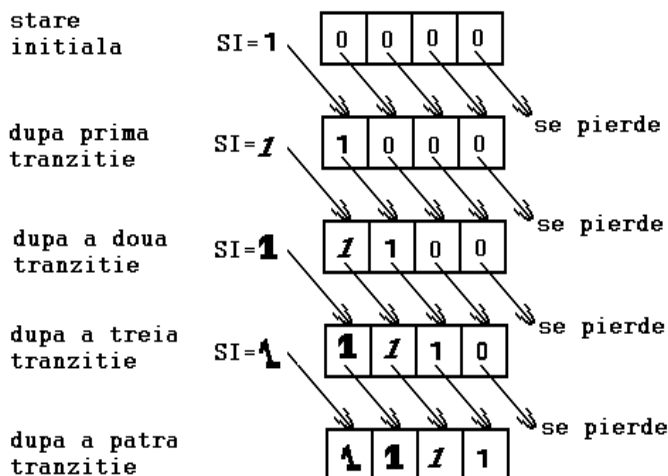 stare
initiala
SI=1
0 0 0 0
se pierde
dupa prima
tranzitie
SI=1
1 0 0 0
se pierde
dupa a doua
tranzitie
SI=1
1 1 0 0
se pierde
dupa a treia
tranzitie
SI=1
1 1 1 0
se pierde
dupa a patra
tranzitie
1 1 1 1